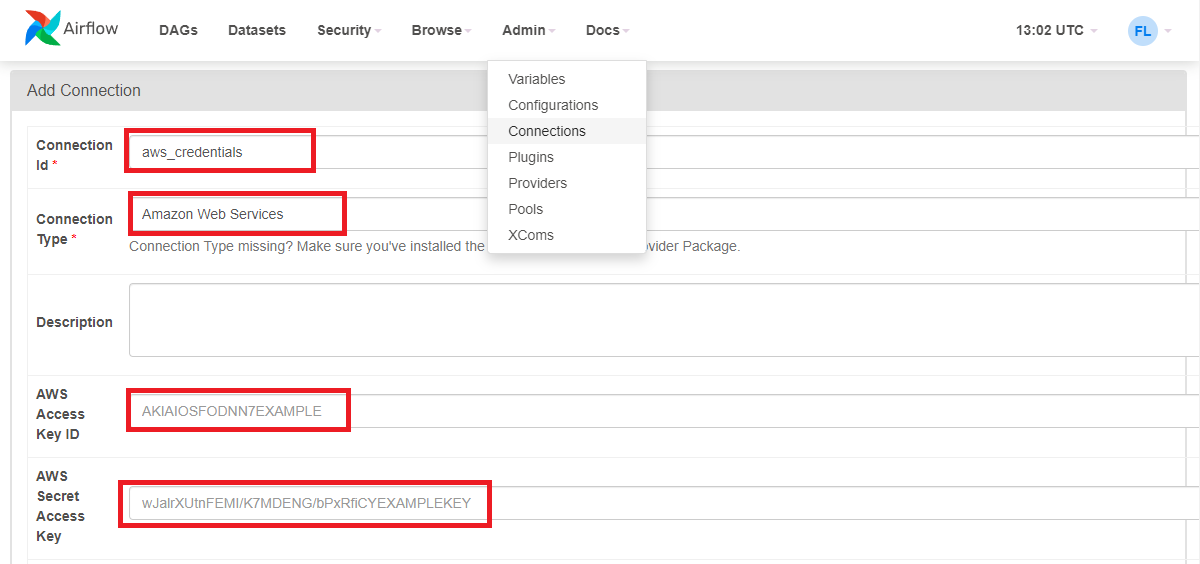 Airflow DAGs Datasets Security Browse Admin Docs 13:02 UTC FL
Variables
Configurations
Connections
Plugins
Providers
Pools
XComs
Add Connection
Connection
Id *
aws_credentials
Connection
Type *
Amazon Web Services
Connection Type missing? Make sure you've installed the
vider Package.
Description
AWS
Access
Key ID
AKIAIOSFODNN7EXAMPLE
AWS
Secret
Access
Key
wJalrXUtnFEMI/K7MDENG/bPxRfiCYEXAMPLEKEY